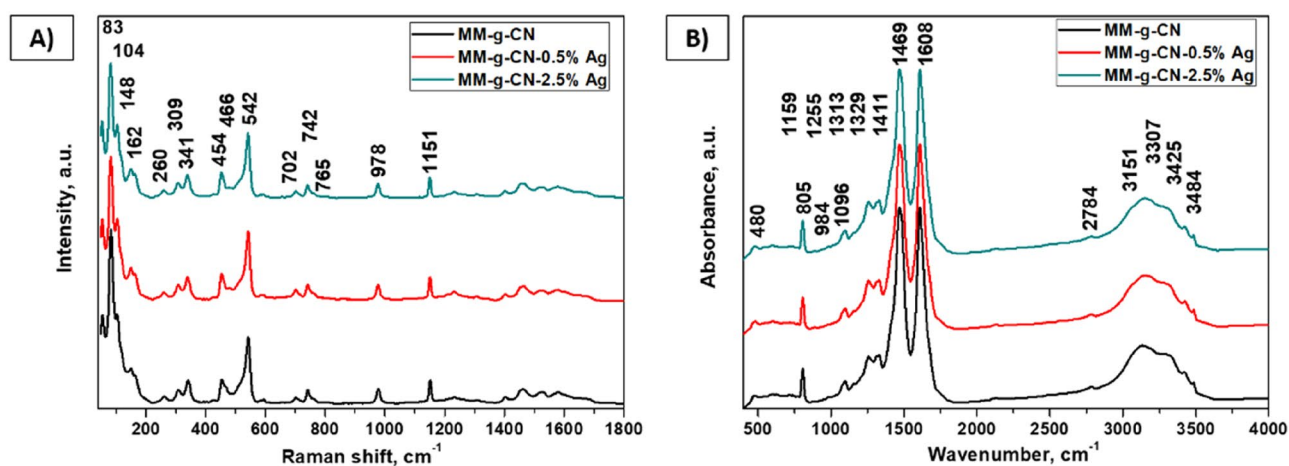 A)
83
104
148
162
260
309
341
454
466
542
702
742
765
978
1151
MM-g-CN
MM-g-CN-0.5% Ag
MM-g-CN-2.5% Ag
Intensity, a.u.
200 400 600 800 1000 1200 1400 1600 1800
Raman shift, cm-1
B)
480
805
984
1096
1159
1255
1313
1329
1411
1469
1608
2784
3151
3307
3425
3484
MM-g-CN
MM-g-CN-0.5% Ag
MM-g-CN-2.5% Ag
Absorbance, a.u.
500 1000 1500 2000 2500 3000 3500 4000
Wavenumber, cm-1